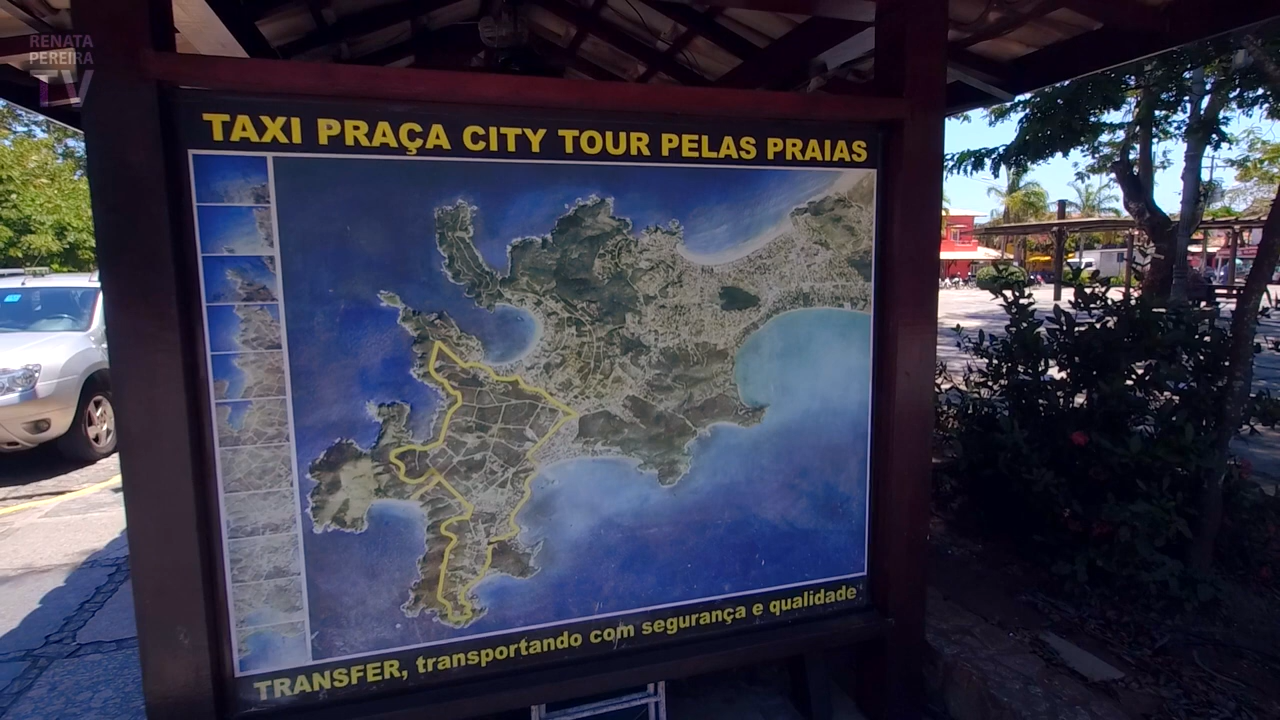 RENATA
PEREIRA
TV
TAXI PRAÇA CITY TOUR PELAS PRAIAS
TRANSFER, transportando com segurança e qualidade